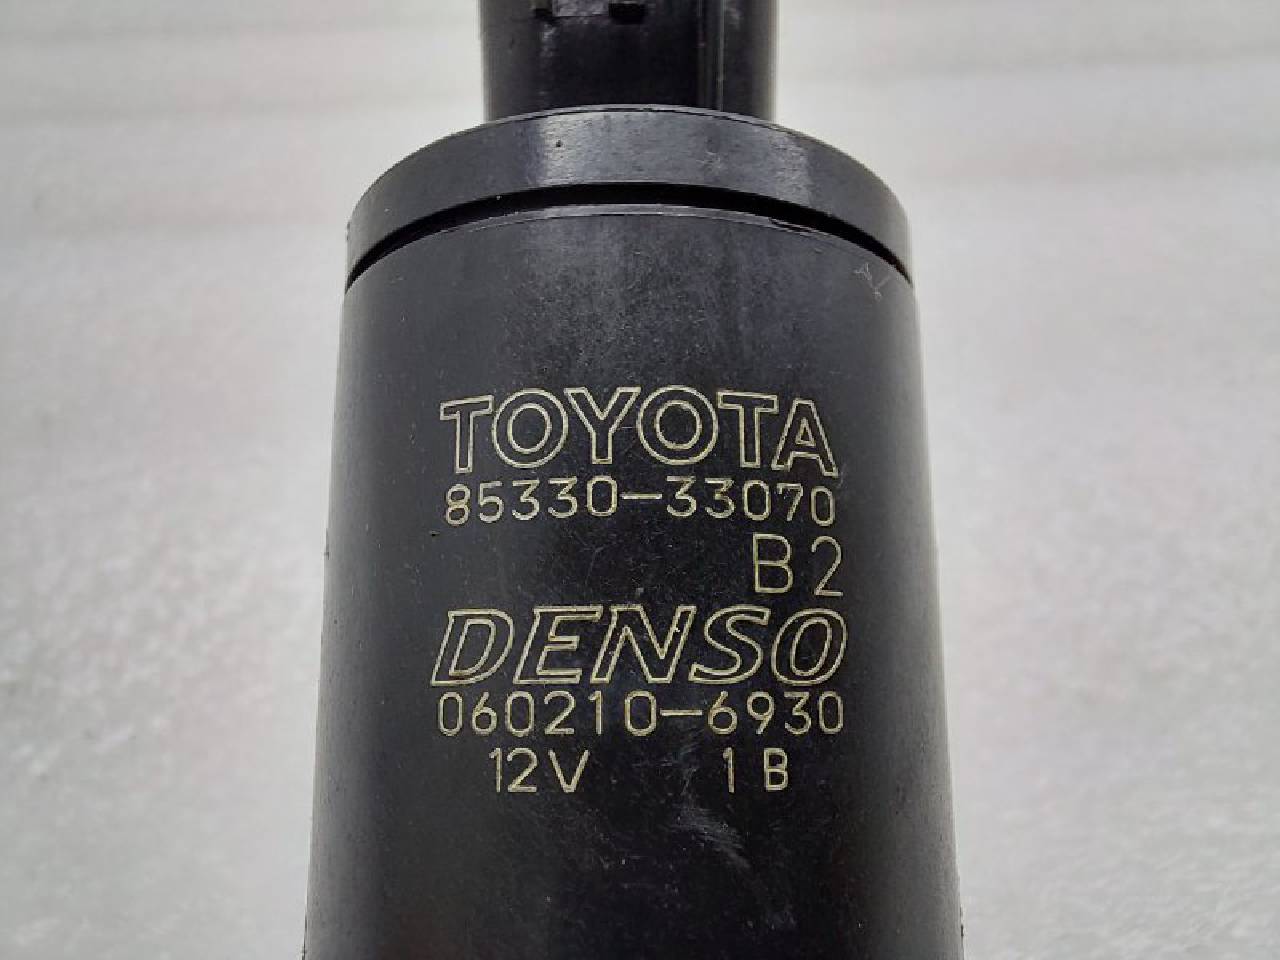 TOYOTA
85330-33070
B2
DENSO
060210-6930
12V 1B